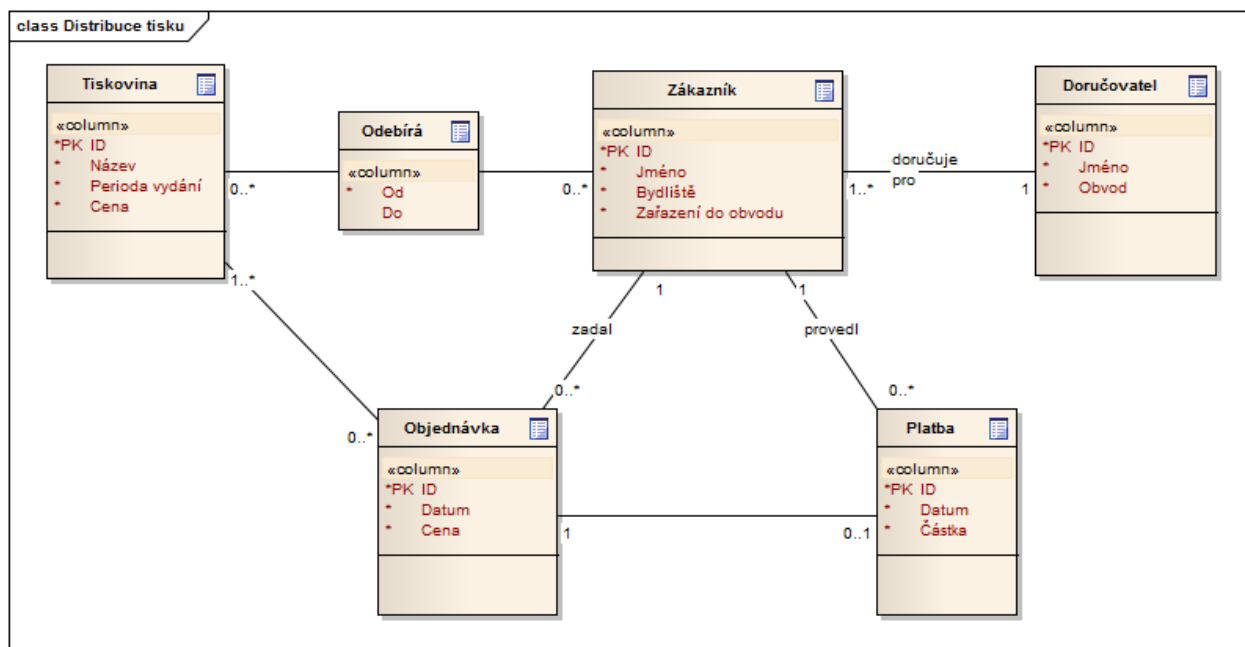 class Distribuce tisku
Tiskovina
«column»
*PK ID
* Název
* Perioda vydání
* Cena
Odebírá
«column»
* Od
Do
Zákazník
«column»
*PK ID
* Jméno
* Bydliště
* Zařazení do obvodu
Doručovatel
«column»
*PK ID
* Jméno
* Obvod
0..*
0..*
1..*
doručuje
pro
1
1..*
0..*
1
zadal
0..*
1
provedl
0..*
Objednávka
«column»
*PK ID
* Datum
* Cena
1
0..1
Platba
«column»
*PK ID
* Datum
* Částka